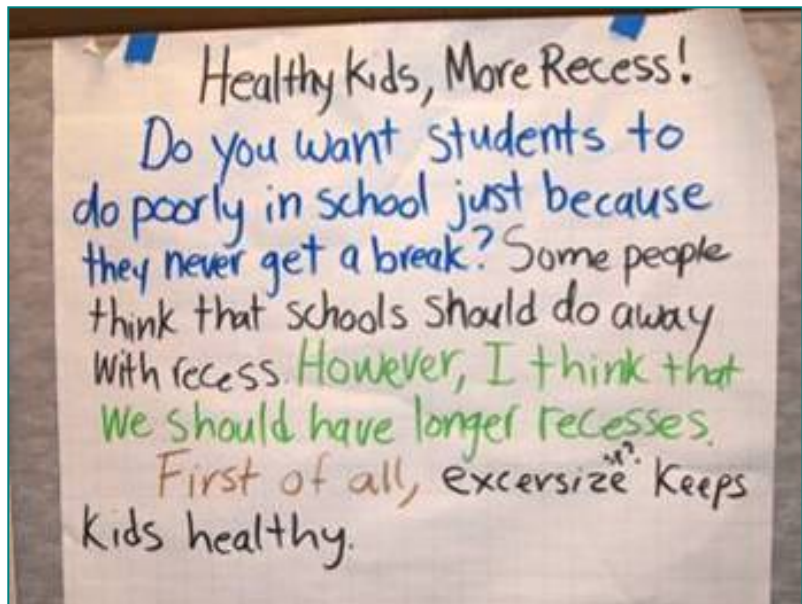 Healthy Kids, More Recess!
Do you want students to
do poorly in school just because
they never get a break? Some people
think that schools should do away
with recess. However, I think that
we should have longer recesses.
First of all, excersize keeps
kids healthy.